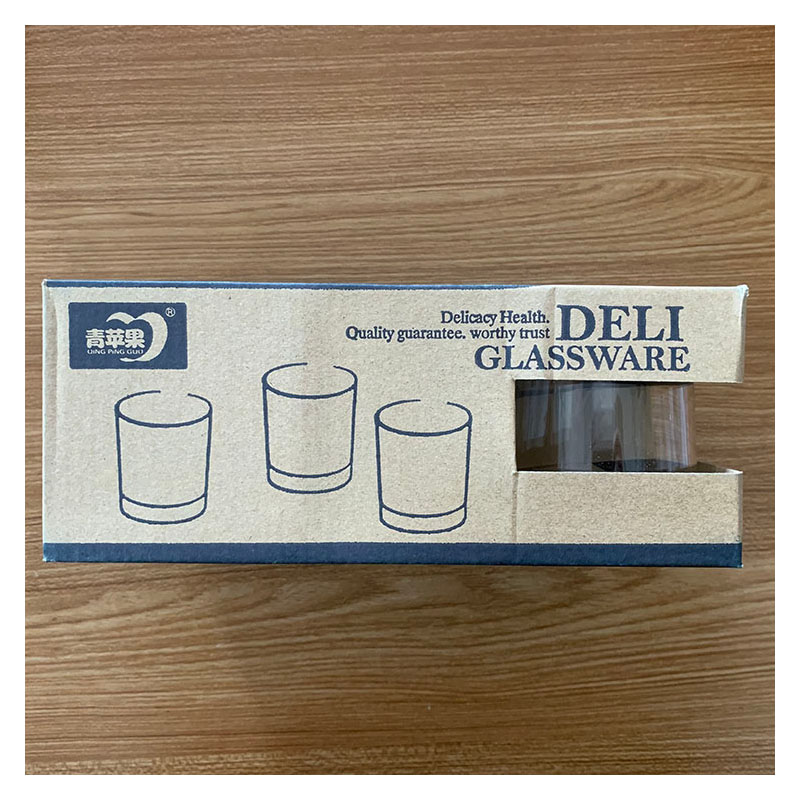 青苹果®
QING PING GUO
Delicacy Health.
Quality guarantee. worthy trust
DELI
GLASSWARE